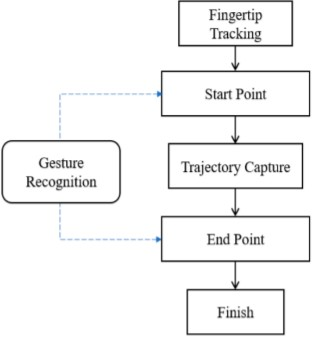 Fingertip
Tracking
Start Point
Gesture
Recognition
Trajectory Capture
End Point
Finish